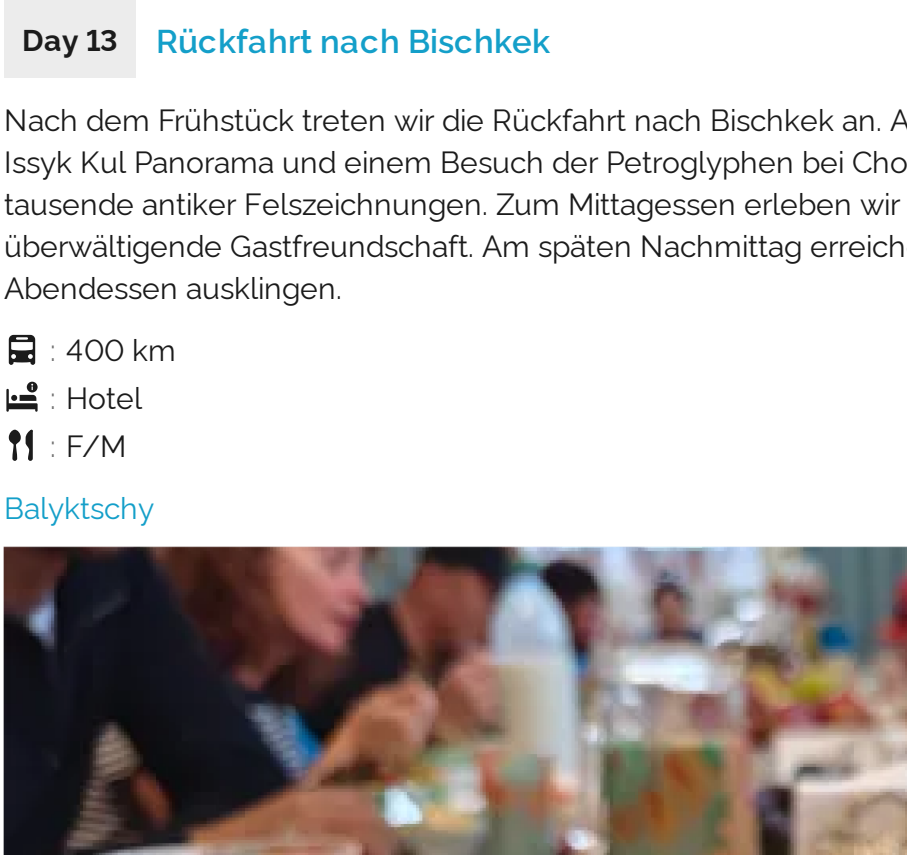 Day 13
Rückfahrt nach Bischkek
Nach dem Frühstück treten wir die Rückfahrt nach Bischkek an. A
Issyk Kul Panorama und einem Besuch der Petroglyphen bei Cho
tausende antiker Felszeichnungen. Zum Mittagessen erleben wir
überwältigende Gastfreundschaft. Am späten Nachmittag erreich
Abendessen ausklingen.
: 400 km
: Hotel
: F/M
Balyktschy